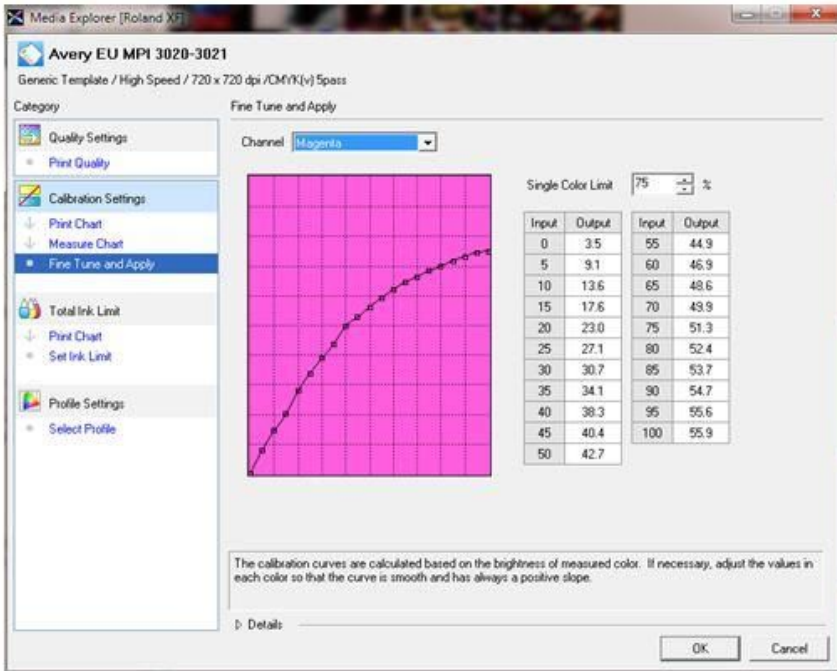 Media Explorer [Roland XF]
Avery EU MPI 3020-3021
Generic Template / High Speed / 720 x 720 dpi /CMYK(v) 5pass
Category
Fine Tune and Apply
Quality Settings
Print Quality
Calibration Settings
Print Chart
Measure Chart
Fine Tune and Apply
Total Ink Limit
Print Chart
Set Ink Limit
Profile Settings
Select Profile
Channel Magenta
Single Color Limit 75 %
Input Output Input Output
0 3.5 55 44.9
5 9.1 60 46.9
10 13.6 65 48.6
15 17.6 70 49.9
20 23.0 75 51.3
25 27.1 80 52.4
30 30.7 85 53.7
35 34.1 90 54.7
40 38.3 95 55.6
45 40.4 100 55.9
50 42.7
The calibration curves are calculated based on the brightness of measured color. If necessary, adjust the values in
each color so that the curve is smooth and has always a positive slope.
Details
OK Cancel